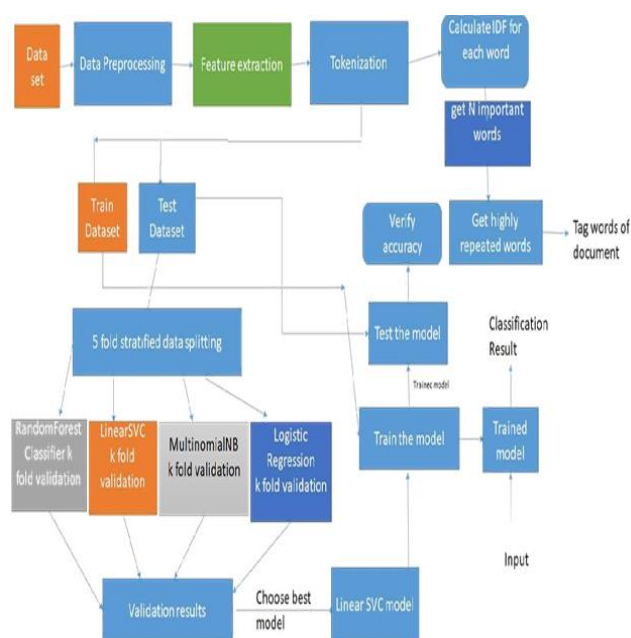 Data
set
Data Preprocessing
Feature extraction
Tokenization
Calculate IDF for
each word
get N important
words
Get highly
repeated words
Tag words of
document
Train
Dataset
Test
Dataset
Verify
accuracy
Test the model
Classification
Result
5 fold stratified data splitting
Trainec model
RandomForest
Classifier k
fold validation
LinearSVC
k fold
validation
MultinomialNB
k fold validation
Logistic
Regression
k fold validation
Train the model
Trained
model
Input
Validation results
Choose best
model
Linear SVC model